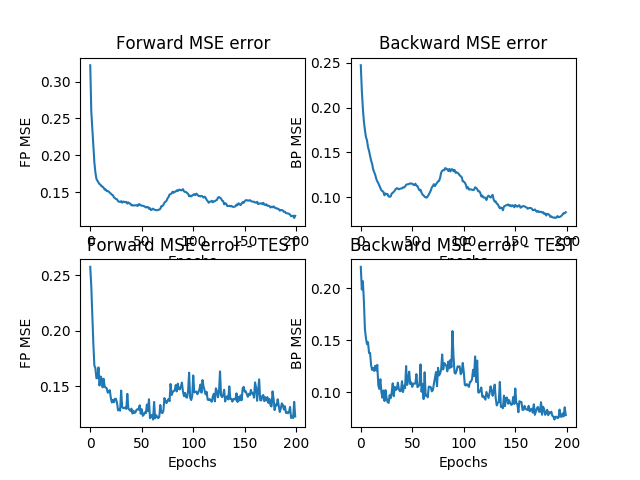 Forward MSE error
Backward MSE error
FP MSE
0.30
0.25
0.20
0.15
0 50 100 150 200
Epochs
BP MSE
0.25
0.20
0.15
0.10
0 50 100 150 200
Epochs
Forward MSE error - TEST
Backward MSE error - TEST
FP MSE
0.25
0.20
0.15
0 50 100 150 200
Epochs
BP MSE
0.20
0.15
0.10
0 50 100 150 200
Epochs